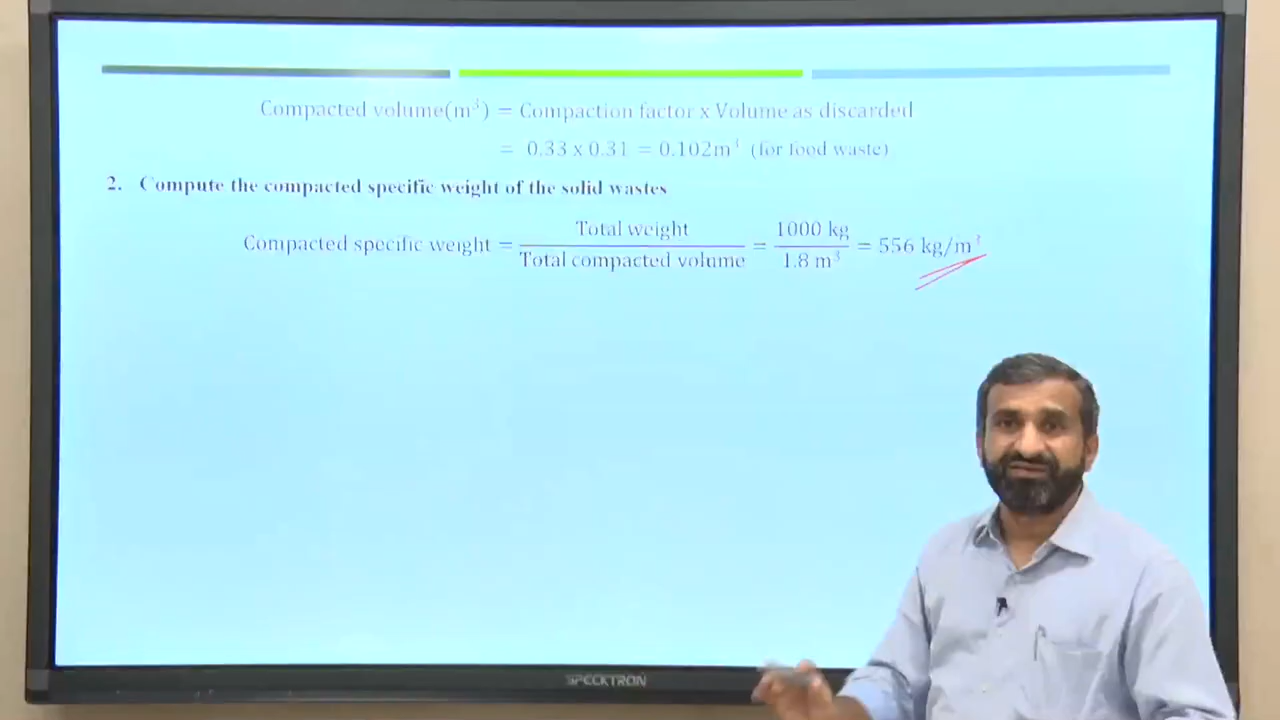 Compacted volume(m³) = Compaction factor x Volume as discarded
= 0.33 x 0.31 = 0.102m³ (for food waste)
2. Compute the compacted specific weight of the solid wastes
Compacted specific weight = Total weight / Total compacted volume = 1000 kg / 1.8 m³ = 556 kg/m³
SPECKTRON